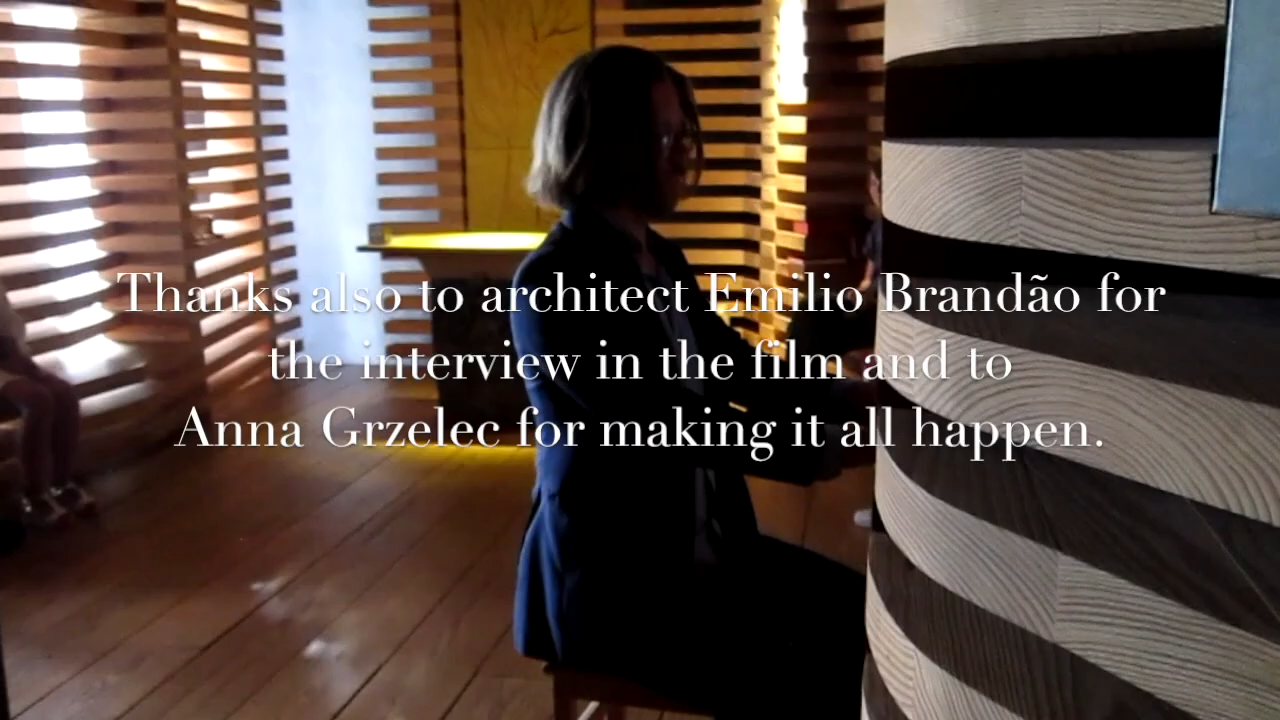 Thanks also to architect Emilio Brandão for
the interview in the film and to
Anna Grzelec for making it all happen.